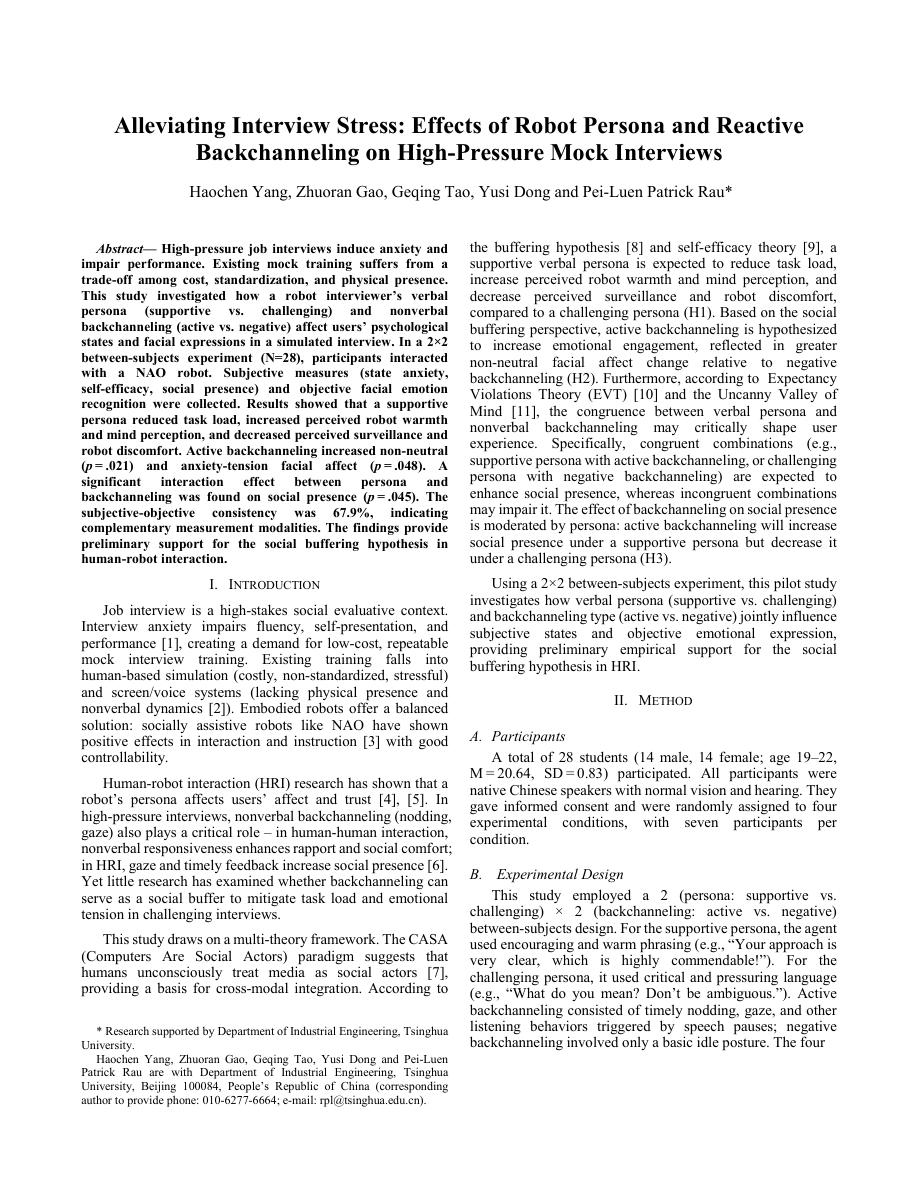 Alleviating Interview Stress: Effects of Robot Persona and Reactive
Backchanneling on High-Pressure Mock Interviews
Haochen Yang, Zhuoran Gao, Geqing Tao, Yusi Dong and Pei-Luen Patrick Rau*
Abstract— High-pressure job interviews induce anxiety and
impair performance. Existing mock training suffers from a
trade-off among cost, standardization, and physical presence.
This study investigated how a robot interviewer’s verbal
persona (supportive vs. challenging) and nonverbal
backchanneling (active vs. negative) affect users’ psychological
states and facial expressions in a simulated interview. In a 2×2
between-subjects experiment (N=28), participants interacted
with a NAO robot. Subjective measures (state anxiety,
self-efficacy, social presence) and objective facial emotion
recognition were collected. Results showed that a supportive
persona reduced task load, increased perceived robot warmth
and mind perception, and decreased perceived surveillance and
robot discomfort. Active backchanneling increased non-neutral
(p = .021) and anxiety-tension facial affect (p = .048). A
significant interaction effect between persona and
backchanneling was found on social presence (p = .045). The
subjective-objective consistency was 67.9%, indicating
complementary measurement modalities. The findings provide
preliminary support for the social buffering hypothesis in
human-robot interaction.
I. INTRODUCTION
Job interview is a high-stakes social evaluative context.
Interview anxiety impairs fluency, self-presentation, and
performance [1], creating a demand for low-cost, repeatable
mock interview training. Existing training falls into
human-based simulation (costly, non-standardized, stressful)
and screen/voice systems (lacking physical presence and
nonverbal dynamics [2]). Embodied robots offer a balanced
solution: socially assistive robots like NAO have shown
positive effects in interaction and instruction [3] with good
controllability.
Human-robot interaction (HRI) research has shown that a
robot’s persona affects users’ affect and trust [4], [5]. In
high-pressure interviews, nonverbal backchanneling (nodding,
gaze) also plays a critical role – in human-human interaction,
nonverbal responsiveness enhances rapport and social comfort;
in HRI, gaze and timely feedback increase social presence [6].
Yet little research has examined whether backchanneling can
serve as a social buffer to mitigate task load and emotional
tension in challenging interviews.
This study draws on a multi-theory framework. The CASA
(Computers Are Social Actors) paradigm suggests that
humans unconsciously treat media as social actors [7],
providing a basis for cross-modal integration. According to
* Research supported by Department of Industrial Engineering, Tsinghua
University.
Haochen Yang, Zhuoran Gao, Geqing Tao, Yusi Dong and Pei-Luen
Patrick Rau are with Department of Industrial Engineering, Tsinghua
University, Beijing 100084, People’s Republic of China (corresponding
author to provide phone: 010-6277-6664; e-mail: rpl@tsinghua.edu.cn).
the buffering hypothesis [8] and self-efficacy theory [9], a
supportive verbal persona is expected to reduce task load,
increase perceived robot warmth and mind perception, and
decrease perceived surveillance and robot discomfort,
compared to a challenging persona (H1). Based on the social
buffering perspective, active backchanneling is hypothesized
to increase emotional engagement, reflected in greater
non-neutral facial affect change relative to negative
backchanneling (H2). Furthermore, according to Expectancy
Violations Theory (EVT) [10] and the Uncanny Valley of
Mind [11], the congruence between verbal persona and
nonverbal backchanneling may critically shape user
experience. Specifically, congruent combinations (e.g.,
supportive persona with active backchanneling, or challenging
persona with negative backchanneling) are expected to
enhance social presence, whereas incongruent combinations
may impair it. The effect of backchanneling on social presence
is moderated by persona: active backchanneling will increase
social presence under a supportive persona but decrease it
under a challenging persona (H3).
Using a 2×2 between-subjects experiment, this pilot study
investigates how verbal persona (supportive vs. challenging)
and backchanneling type (active vs. negative) jointly influence
subjective states and objective emotional expression,
providing preliminary empirical support for the social
buffering hypothesis in HRI.
II. METHOD
A. Participants
A total of 28 students (14 male, 14 female; age 19–22,
M = 20.64, SD = 0.83) participated. All participants were
native Chinese speakers with normal vision and hearing. They
gave informed consent and were randomly assigned to four
experimental conditions, with seven participants per
condition.
B. Experimental Design
This study employed a 2 (persona: supportive vs.
challenging) × 2 (backchanneling: active vs. negative)
between-subjects design. For the supportive persona, the agent
used encouraging and warm phrasing (e.g., “Your approach is
very clear, which is highly commendable!”). For the
challenging persona, it used critical and pressuring language
(e.g., “What do you mean? Don’t be ambiguous.”). Active
backchanneling consisted of timely nodding, gaze, and other
listening behaviors triggered by speech pauses; negative
backchanneling involved only a basic idle posture. The four